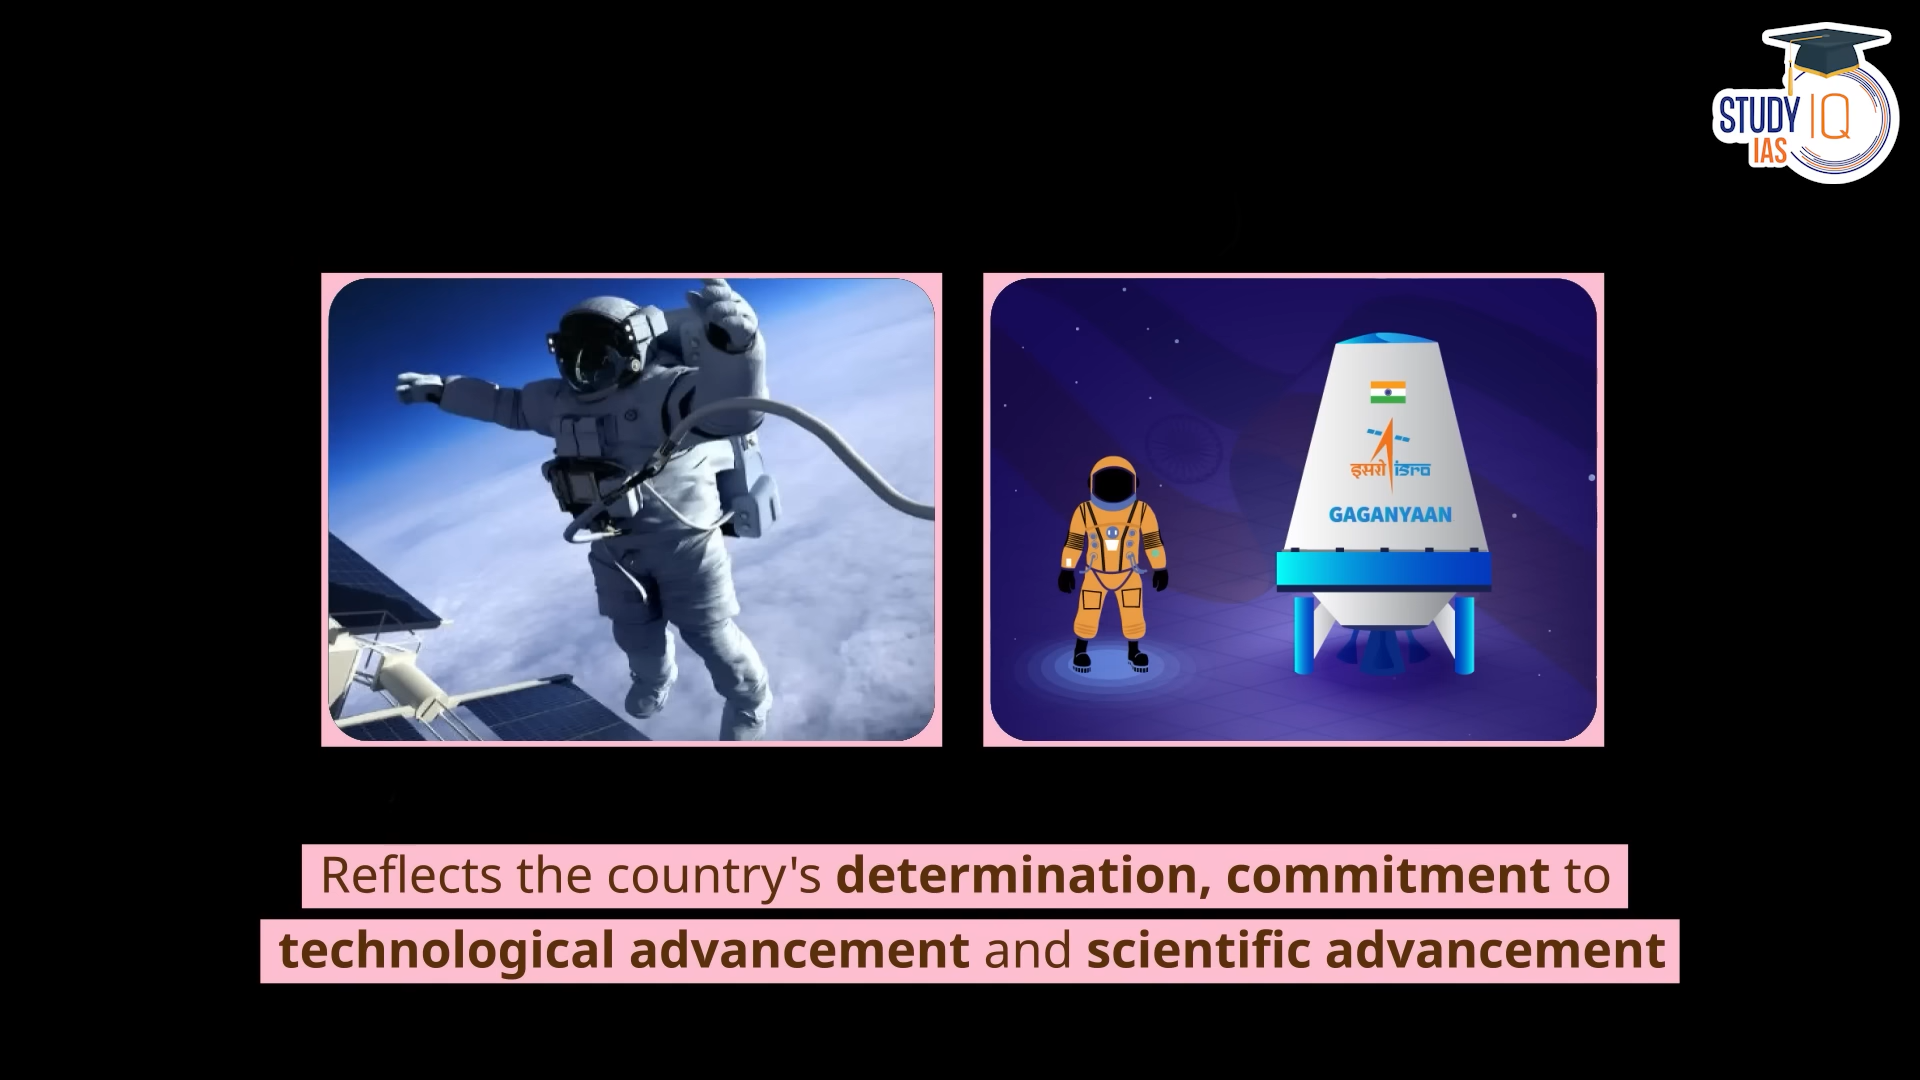 STUDY IQ
IAS
इसरो isro
GAGANYAAN
Reflects the country's determination, commitment to
technological advancement and scientific advancement